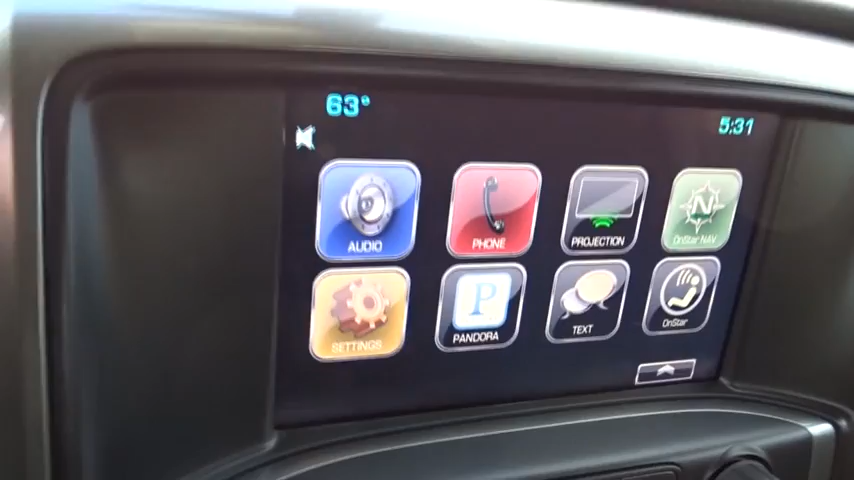 63°
5:31
AUDIO
PHONE
PROJECTION
N
OnStar NAV
SETTINGS
P
PANDORA
TEXT
OnStar